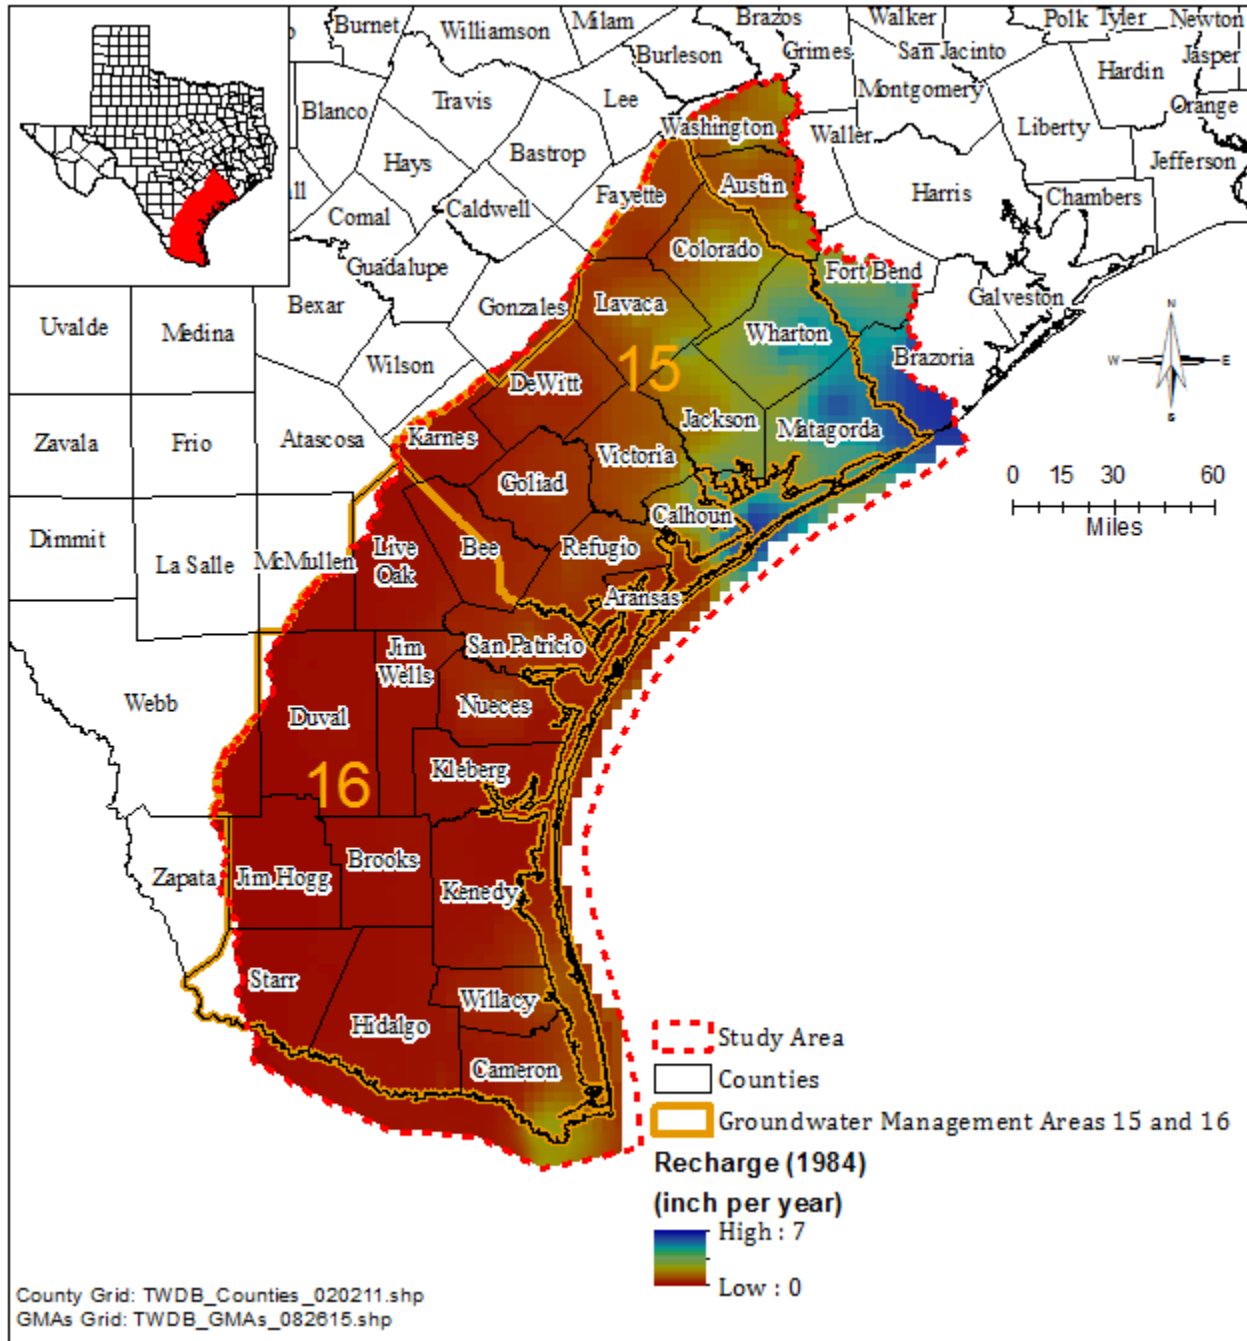 Burnet
Williamson
Milam
Brazos
Walker
Polk
Tyler
Newton
Burleson
Grimes
San Jacinto
Jasper
Blanco
Travis
Lee
Montgomery
Hardin
Orange
Washington
Waller
Liberty
Hays
Bastrop
Jefferson
all
Comal
Caldwell
Fayette
Austin
Harris
Chambers
Guadalupe
Colorado
Fort Bend
Uvalde
Medina
Bexar
Gonzales
Lavaca
Galveston
N
Wilson
15
Wharton
Brazoria
W
E
DeWitt
S
Zavala
Frio
Atascosa
Karnes
Jackson
Matagorda
Victoria
Goliad
0 15 30 60
Miles
Dimmit
La Salle
McMullen
Live
Oak
Bee
Refugio
Calhoun
Aransas
Jim
Wells
San Patricio
Webb
Duval
Nueces
16
Kleberg
Zapata
Jim Hogg
Brooks
Kenedy
Starr
Willacy
Hidalgo
Cameron
Study Area
Counties
Groundwater Management Areas 15 and 16
Recharge (1984)
(inch per year)
High : 7
Low : 0
County Grid: TWDB_Counties_020211.shp
GMAs Grid: TWDB_GMAs_082615.shp